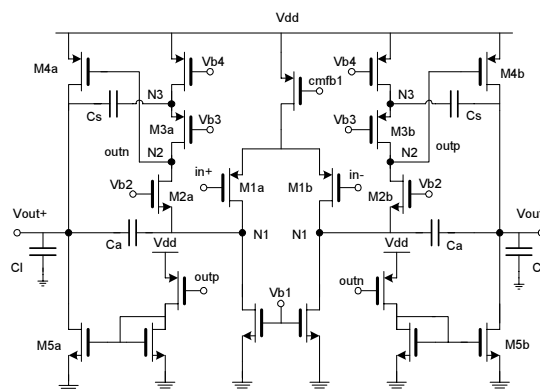 Vdd
M4a
Vb4
cmfb1
Vb4
M4b
N3
N3
Cs
Cs
Vb3
Vb3
M3a
M3b
outn
N2
N2
outp
in+
in-
Vb2
M2a
M1a
M1b
M2b
Vb2
Vout+
Vout
Ca
N1
N1
Ca
Vdd
Vdd
Cl
C
outp
Vb1
outn
M5a
M5b